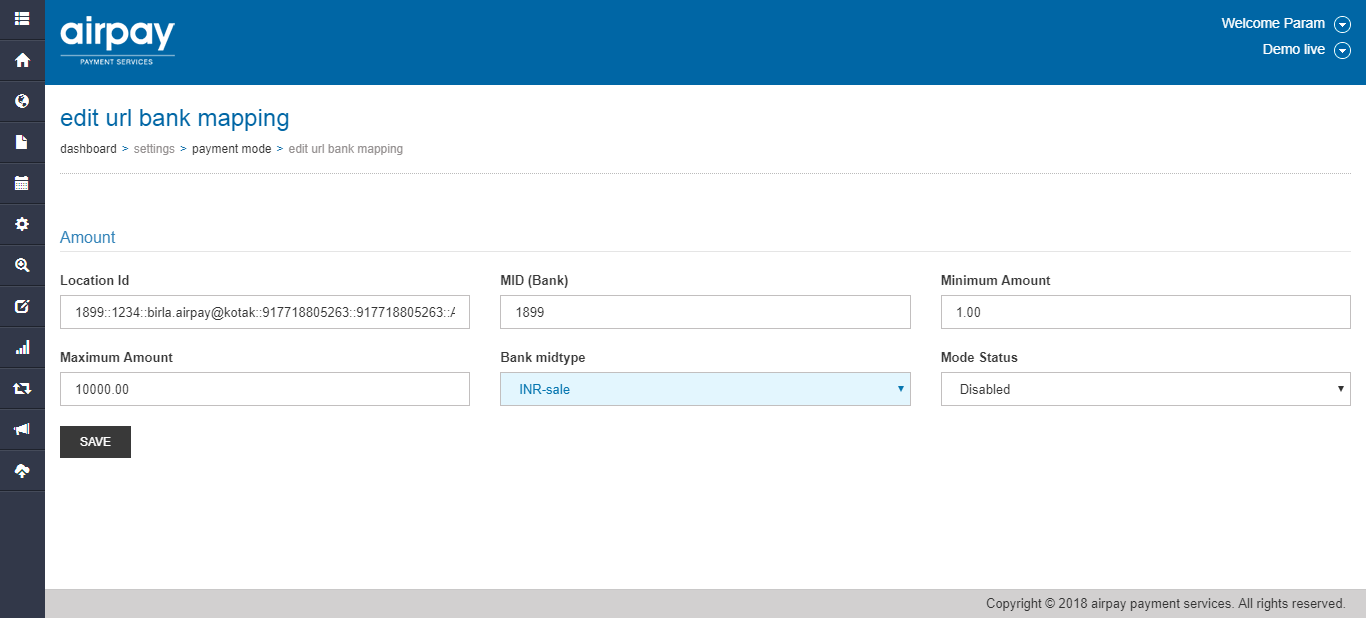 airpay
PAYMENT SERVICES
Welcome Param
Demo live
edit url bank mapping
dashboard > settings > payment mode > edit url bank mapping
Amount
Location Id MID (Bank) Minimum Amount
1899::1234::birla.airpay@kotak::917718805263::917718805263::A 1899 1.00
Maximum Amount Bank midtype Mode Status
10000.00 INR-sale Disabled
SAVE
Copyright © 2018 airpay payment services. All rights reserved.